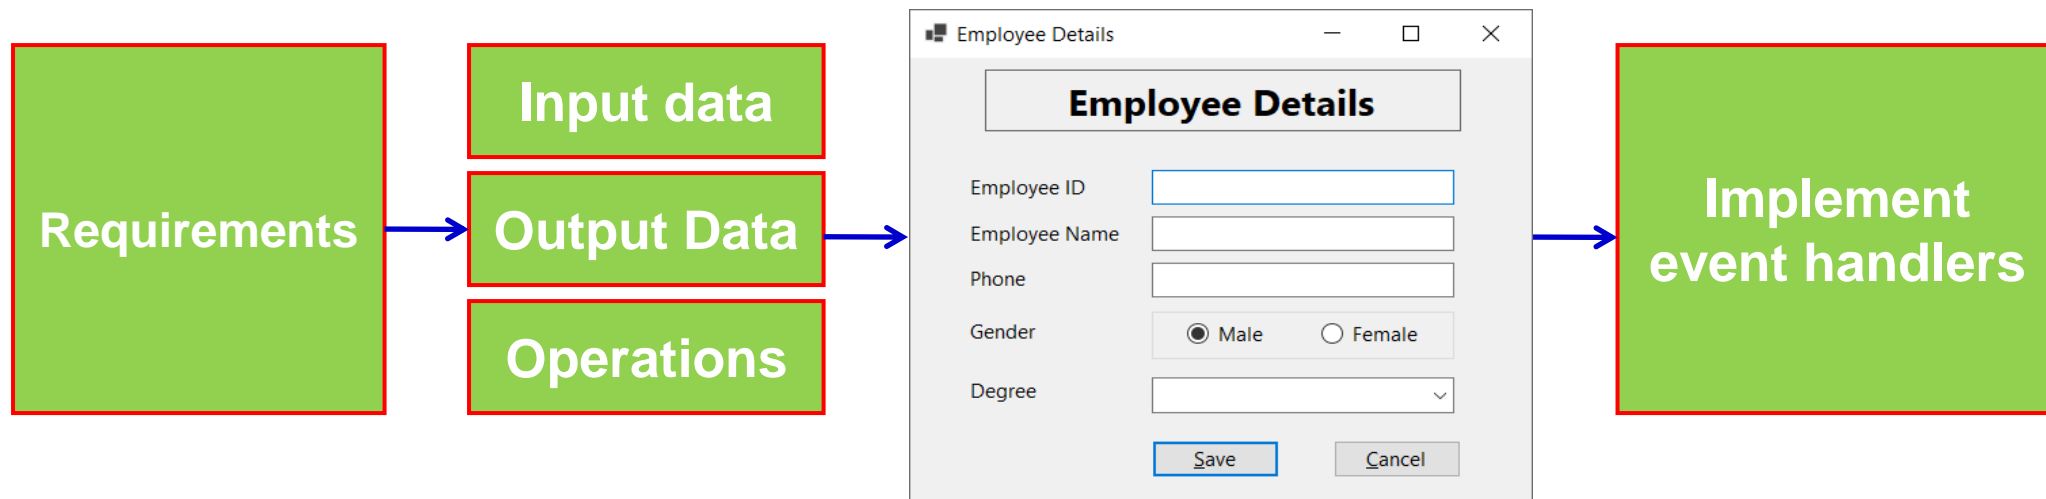 Requirements
Input data
Output Data
Operations
Employee Details
Employee Details
Employee ID
Employee Name
Phone
Gender
Male
Female
Degree
Save
Cancel
Implement
event handlers